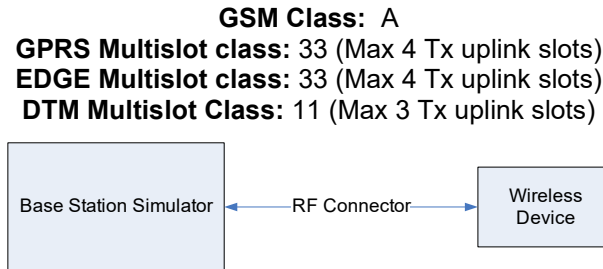 GSM Class: A
GPRS Multislot class: 33 (Max 4 Tx uplink slots)
EDGE Multislot class: 33 (Max 4 Tx uplink slots)
DTM Multislot Class: 11 (Max 3 Tx uplink slots)
Base Station Simulator
RF Connector
Wireless
Device